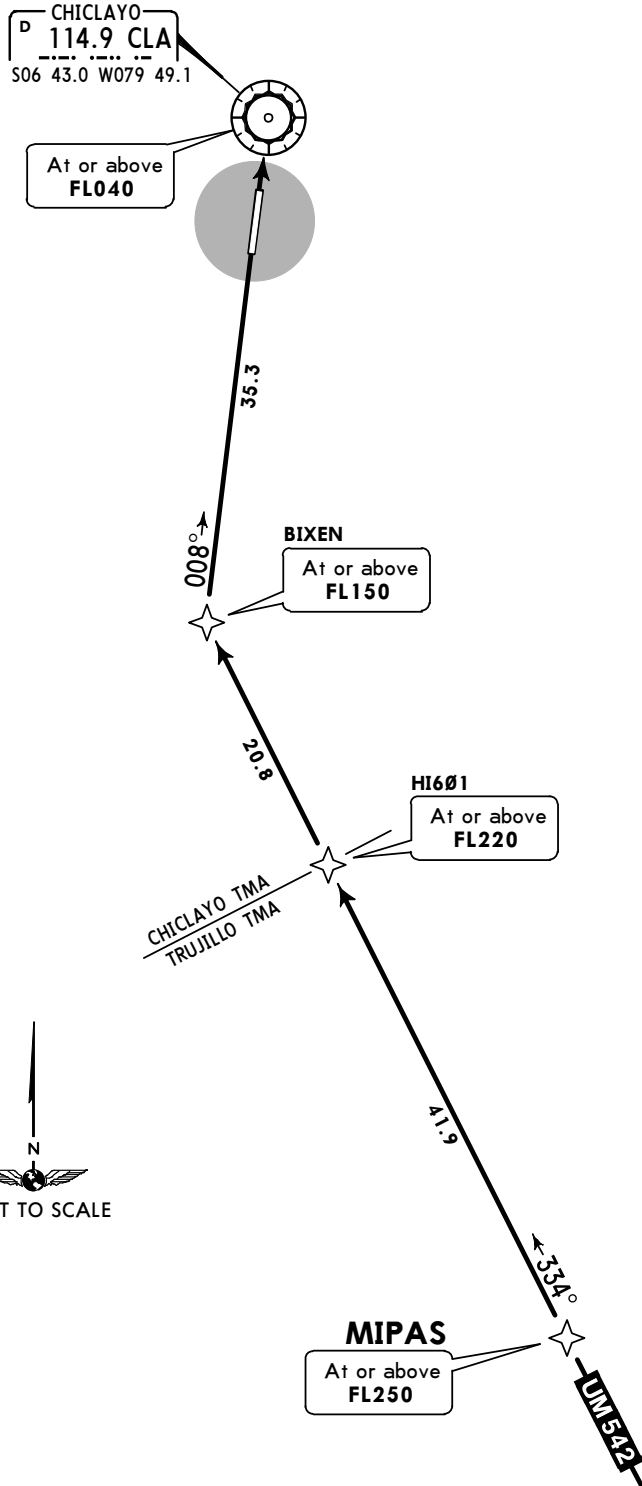 CHICLAYO
D 114.9 CLA
S06 43.0 W079 49.1
At or above
FL040
35.3
008°
BIXEN
At or above
FL150
20.8
HI6Ø1
At or above
FL220
CHICLAYO TMA
TRUJILLO TMA
41.9
N
T TO SCALE
334°
MIPAS
At or above
FL250
UM542